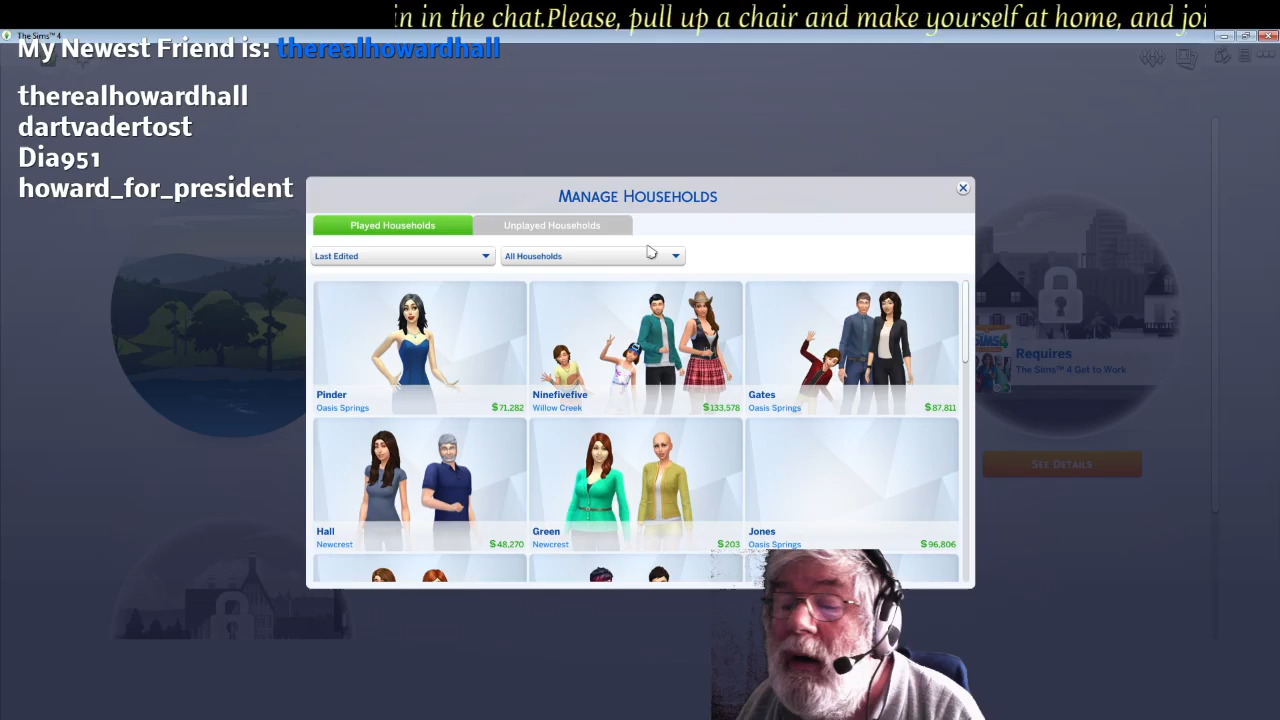 in in the chat.Please, pull up a chair and make yourself at home, and joi
The Sims™ 4
My Newest Friend is: therealhowardhall
therealhowardhall
dartvadertost
Dia951
howard_for_president
Manage Households
Played Households
Unplayed Households
Last Edited
All Households
Pinder
Oasis Springs
$71,282
Ninefivefive
Willow Creek
$133,578
Gates
Oasis Springs
$87,811
Hall
Newcrest
$48,270
Green
Newcrest
$203
Jones
Oasis Springs
$96,806
SIMS4
Requires
The Sims™ 4 Get to Work
See Details